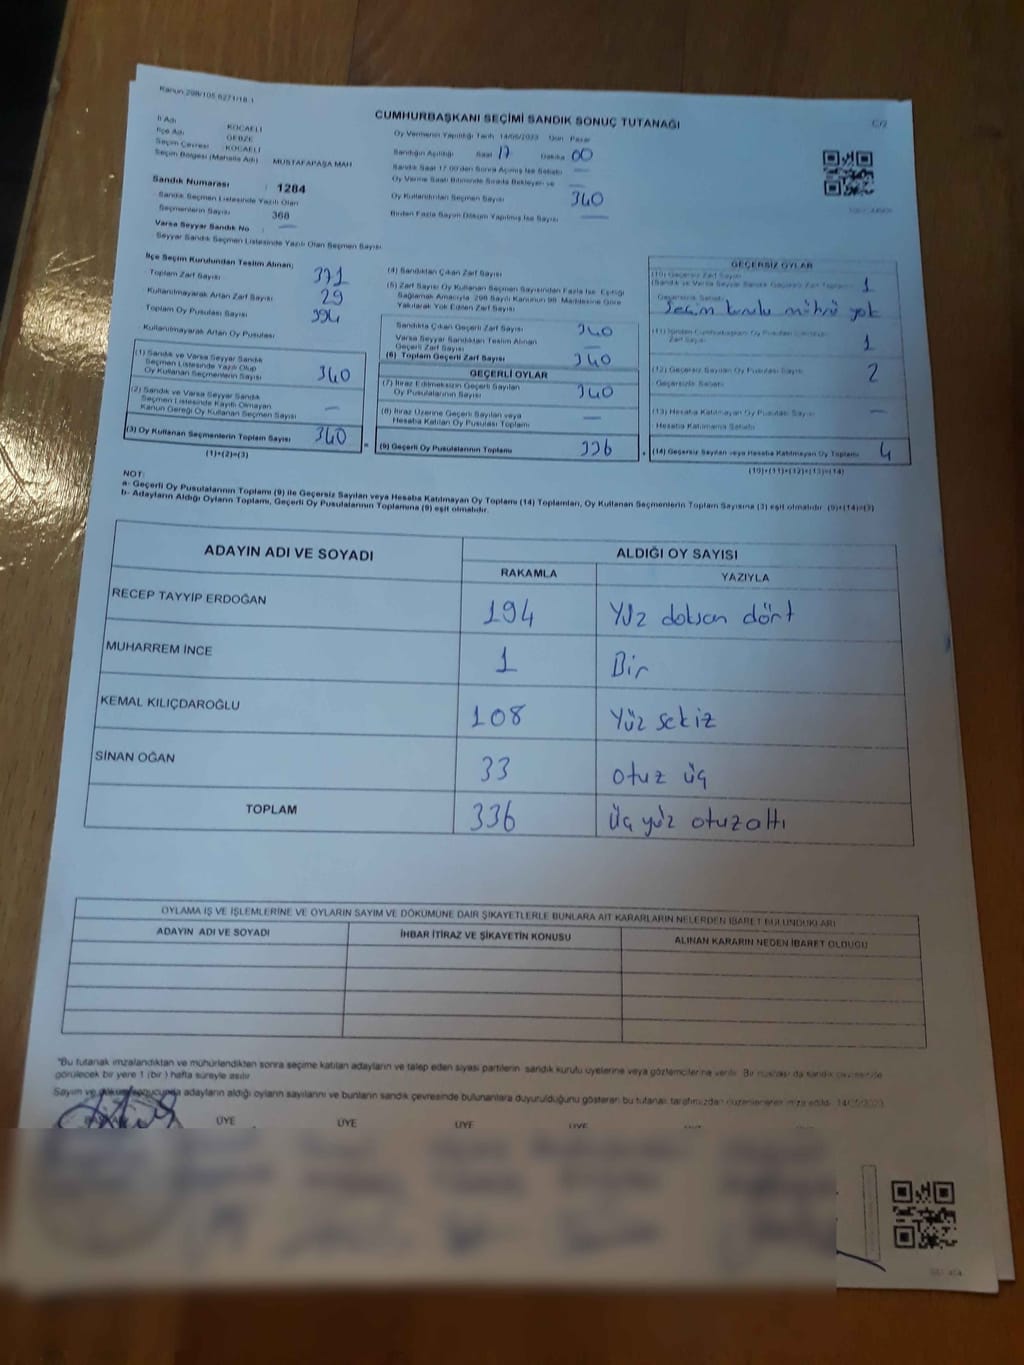 Kanun 298/105 6271/18.1
CUMHURBAŞKANI SEÇİMİ SANDIK SONUÇ TUTANAĞI
C/2
İl Adı : KOCAELİ
İlçe Adı : GEBZE
Seçim Çevresi : KOCAELİ
Seçim Bölgesi (Mahalle Adı) : MUSTAFAPAŞA MAH
Sandık Numarası : 1284
Sandık Seçmen Listesinde Yazılı Olan
Seçmenlerin Sayısı : 368
Varsa Seyyar Sandık No : —
Seyyar Sandık Seçmen Listesinde Yazılı Olan Seçmen Sayısı
Oy Vermenin Yapıldığı Tarih 14/05/2023 Gün Pazar
Sandığın Açıldığı Saat 17 Dakika 00
Sandık Saat 17:00'den Sonra Açılmış İse Sebebi —
Oy Verme Saati Bitiminde Sırada Bekleyen ve —
Oy Kullandırılan Seçmen Sayısı 340
Birden Fazla Sayım Döküm Yapılmış İse Sayısı —
İlçe Seçim Kurulundan Teslim Alınan;
Toplam Zarf Sayısı 371
Kullanılmayarak Artan Zarf Sayısı 29
Toplam Oy Pusulası Sayısı 394
Kullanılmayarak Artan Oy Pusulası
(1) Sandık ve Varsa Seyyar Sandık
Seçmen Listesinde Yazılı Olup
Oy Kullanan Seçmenlerin Sayısı 340
(2) Sandık ve Varsa Seyyar Sandık
Seçmen Listesinde Kayıtlı Olmayan
Kanun Gereği Oy Kullanan Seçmen Sayısı —
(3) Oy Kullanan Seçmenlerin Toplam Sayısı 340
(1)+(2)=(3)
(4) Sandıktan Çıkan Zarf Sayısı
(5) Zarf Sayısı Oy Kullanan Seçmen Sayısından Fazla İse, Eşitliği
Sağlamak Amacıyla, 298 Sayılı Kanunun 98. Maddesine Göre
Yakılarak Yok Edilen Zarf Sayısı
Sandıkta Çıkan Geçerli Zarf Sayısı 340
Varsa Seyyar Sandıktan Teslim Alınan
Geçerli Zarf Sayısı —
(6) Toplam Geçerli Zarf Sayısı 340
GEÇERLİ OYLAR
(7) İtiraz Edilmeksizin Geçerli Sayılan
Oy Pusulalarının Sayısı 340
(8) İtiraz Üzerine Geçerli Sayılan veya
Hesaba Katılan Oy Pusulası Toplamı —
(9) Geçerli Oy Pusulalarının Toplamı 336
GEÇERSİZ OYLAR
(10) Geçersiz Zarf Sayısı
(Sandık ve Varsa Seyyar Sandık Geçersiz Zarf Toplamı) 1
Geçersizlik Sebebi
Seçim kurulu mührü yok
Zarf Sayısı 1
(12) Geçersiz Sayılan Oy Pusulası Sayısı 2
Geçersizlik Sebebi
(13) Hesaba Katılmayan Oy Pusulası Sayısı —
Hesaba Katılmama Sebebi
(14) Geçersiz Sayılan veya Hesaba Katılmayan Oy Toplamı 4
(10)+(11)+(12)+(13)=(14)
NOT:
a- Geçerli Oy Pusulalarının Toplamı (9) ile Geçersiz Sayılan veya Hesaba Katılmayan Oy Toplamı (14) Toplamları, Oy Kullanan Seçmenlerin Toplam Sayısına (3) eşit olmalıdır. (9)+(14)=(3)
b- Adayların Aldığı Oyların Toplamı, Geçerli Oy Pusulalarının Toplamına (9) eşit olmalıdır.
ADAYIN ADI VE SOYADI
ALDIĞI OY SAYISI
RAKAMLA YAZIYLA
RECEP TAYYİP ERDOĞAN 194 Yüz doksan dört
MUHARREM İNCE 1 Bir
KEMAL KILIÇDAROĞLU 108 Yüz sekiz
SİNAN OĞAN 33 otuz üç
TOPLAM 336 üç yüz otuzaltı
OYLAMA İŞ VE İŞLEMLERİNE VE OYLARIN SAYIM VE DÖKÜMÜNE DAİR ŞİKAYETLERLE BUNLARA AİT KARARLARIN NELERDEN İBARET BULUNDUKLARI
ADAYIN ADI VE SOYADI İHBAR İTİRAZ VE ŞİKAYETİN KONUSU ALINAN KARARIN NEDEN İBARET OLDUĞU
"Bu tutanak imzalandıktan ve mühürlendikten sonra seçime katılan adayların ve talep eden siyasi partilerin sandık kurulu üyelerine veya gözlemcilerine verilir. Bir nüshası da sandık çevresinde
görülecek bir yere 1 (bir) hafta süreyle asılır.
Sayım ve döküm sonucunda adayların aldığı oyların sayılarını ve bunların sandık çevresinde bulunanlara duyurulduğunu gösteren bu tutanak tarafımızdan düzenlenerek imza edildi. 14/05/2023
BAŞKAN ÜYE ÜYE ÜYE ÜYE